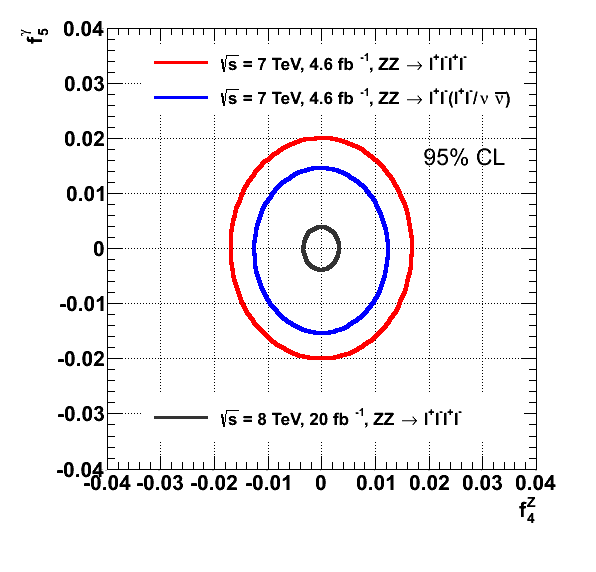 f₅^γ
0.04
√s = 7 TeV, 4.6 fb ⁻¹, ZZ → l⁺l⁻l⁺l⁻
0.03
√s = 7 TeV, 4.6 fb ⁻¹, ZZ → l⁺l⁻(l⁺l⁻/ν ν̅)
0.02
95% CL
0.01
0
-0.01
-0.02
-0.03
√s = 8 TeV, 20 fb ⁻¹, ZZ → l⁺l⁻l⁺l⁻
-0.04
-0.04 -0.03 -0.02 -0.01 0 0.01 0.02 0.03 0.04
f₄^Z